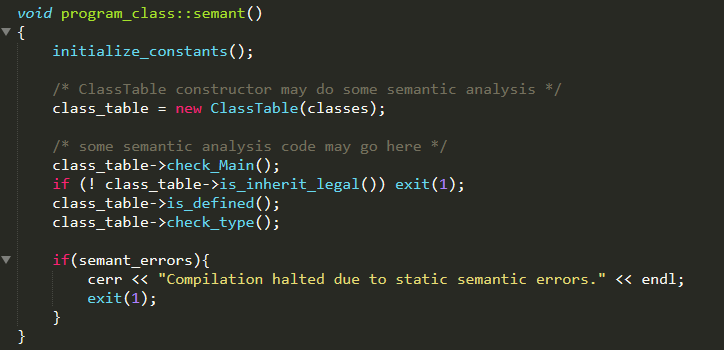 void program_class::semant()
{
initialize_constants();
/* ClassTable constructor may do some semantic analysis */
class_table = new ClassTable(classes);
/* some semantic analysis code may go here */
class_table->check_Main();
if (! class_table->is_inherit_legal()) exit(1);
class_table->is_defined();
class_table->check_type();
if(semant_errors){
cerr << "Compilation halted due to static semantic errors." << endl;
exit(1);
}
}